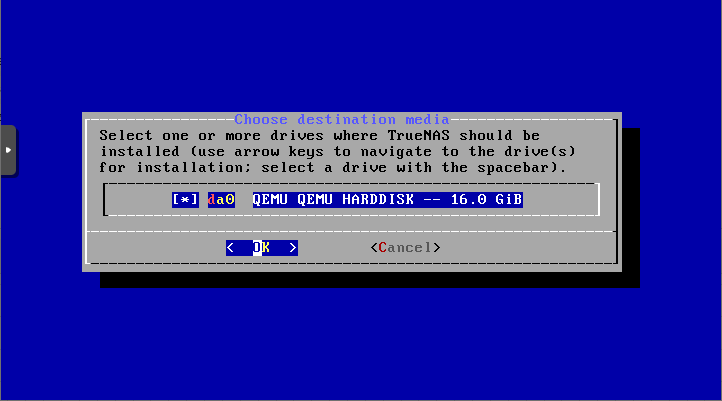 Choose destination media
Select one or more drives where TrueNAS should be
installed (use arrow keys to navigate to the drive(s)
for installation; select a drive with the spacebar).
[*] da0 QEMU QEMU HARDDISK -- 16.0 GiB
< OK > <Cancel>